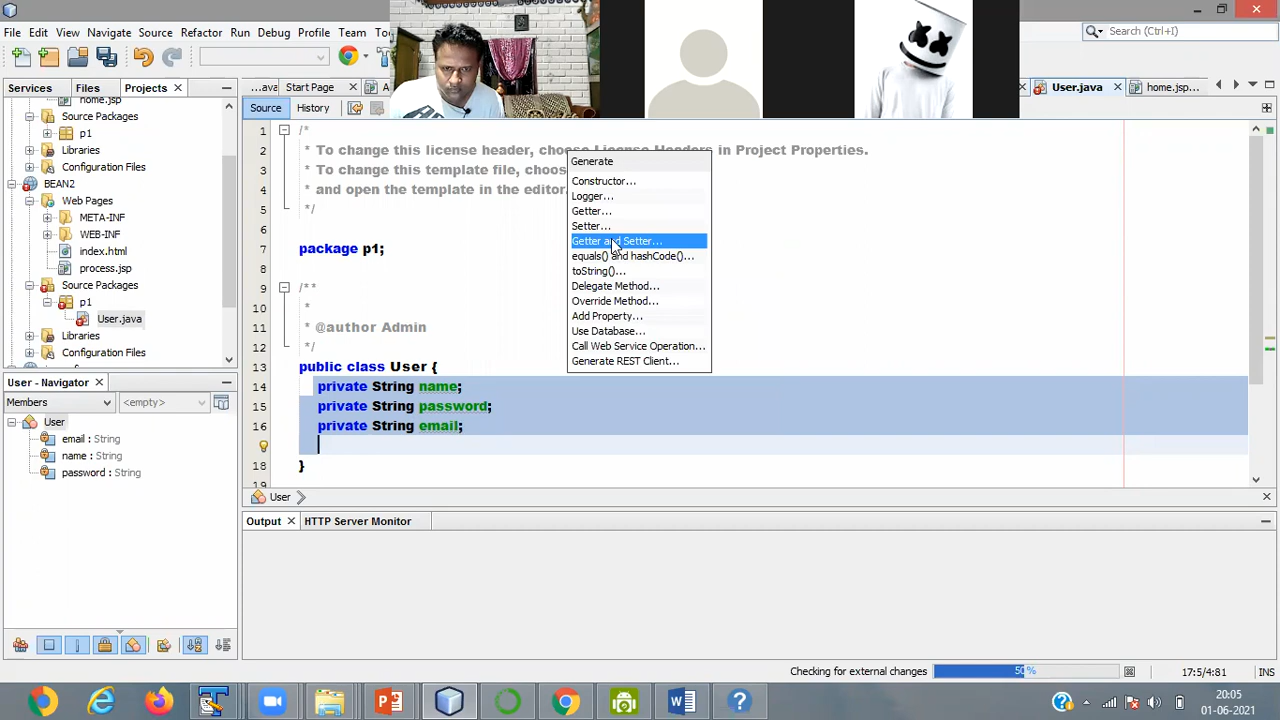 File Edit View Navigate Source Refactor Run Debug Profile Team To
Search (Ctrl+I)
Services Files Projects
...ava Start Page A
User.java home.jsp...
Source History
home.jsp
Source Packages
p1
Libraries
Configuration Files
BEAN2
Web Pages
META-INF
WEB-INF
index.html
process.jsp
Source Packages
p1
User.java
Libraries
Configuration Files
User - Navigator
Members <empty>
User
email : String
name : String
password : String
1 /*
2 * To change this license header, choose License Headers in Project Properties.
3 * To change this template file, choos
4 * and open the template in the editor
5 */
6
7 package p1;
8
9 /**
10 *
11 * @author Admin
12 */
13 public class User {
14 private String name;
15 private String password;
16 private String email;
18 }
19
Generate
Constructor...
Logger...
Getter...
Setter...
Getter and Setter...
equals() and hashCode()...
toString()...
Delegate Method...
Override Method...
Add Property...
Use Database...
Call Web Service Operation...
Generate REST Client...
User
Output HTTP Server Monitor
Checking for external changes 50 % 17:5/4:81 INS
20:05
01-06-2021